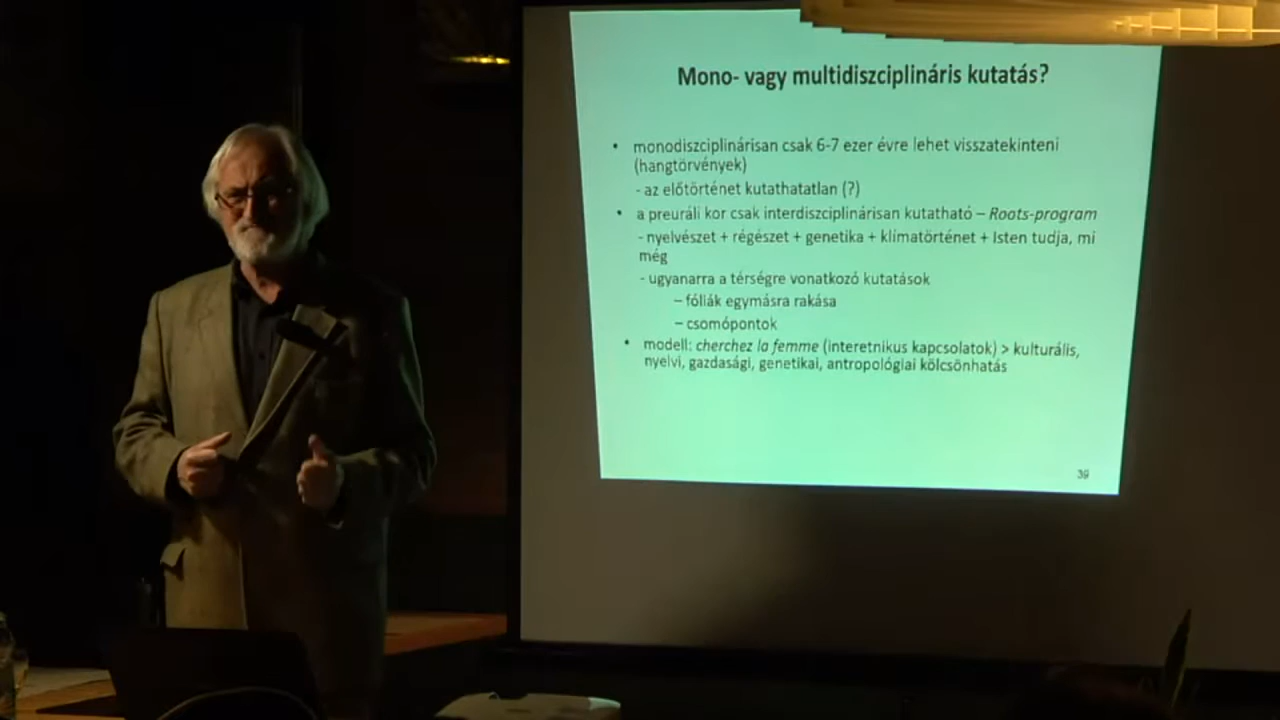 Mono- vagy multidiszciplináris kutatás?
• monodiszciplinárisan csak 6-7 ezer évre lehet visszatekinteni
(hangtörvények)
- az előtörténet kutathatatlan (?)
• a preuráli kor csak interdiszciplinárisan kutatható – Roots-program
- nyelvészet + régészet + genetika + klímatörténet + Isten tudja, mi
még
- ugyanarra a térségre vonatkozó kutatások
– fóliák egymásra rakása
– csomópontok
• modell: cherchez la femme (interetnikus kapcsolatok) > kulturális,
nyelvi, gazdasági, genetikai, antropológiai kölcsönhatás
39